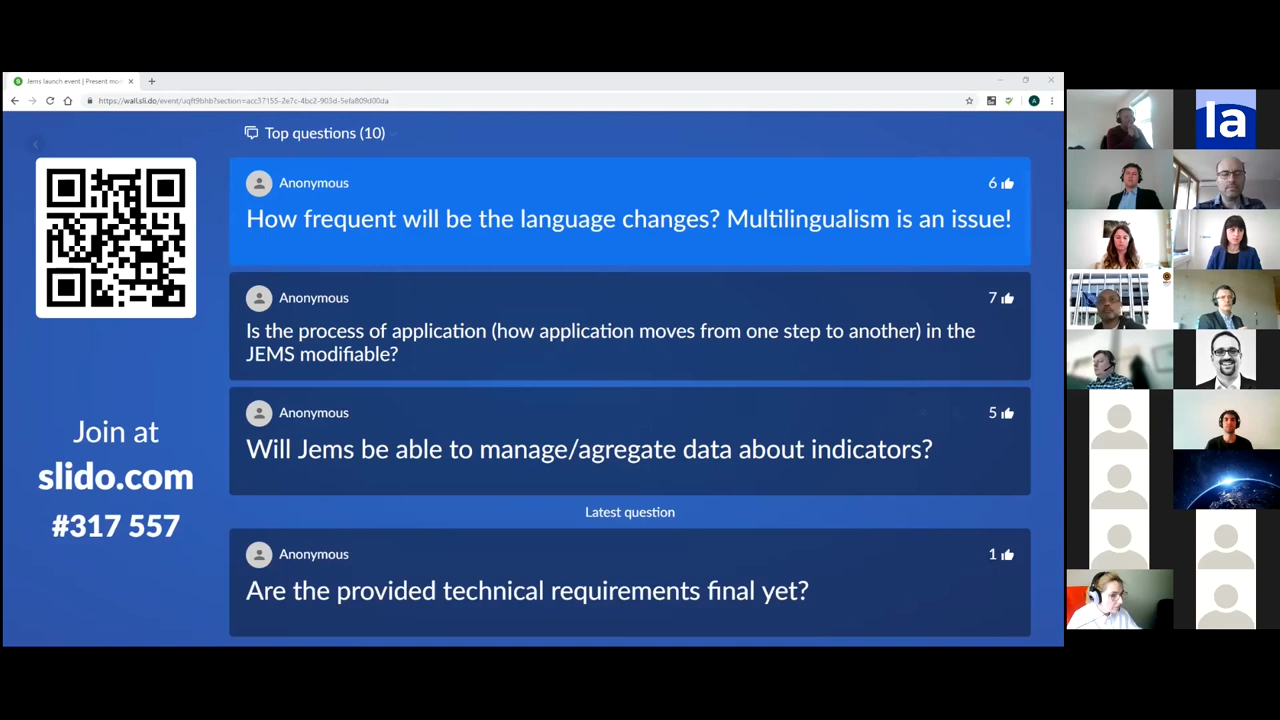 Jems launch event | Present mo
https://wall.sli.do/event/uqft9bhb?section=acc37155-2e7c-4bc2-903d-5efa809d00da
A
Top questions (10)
Anonymous
6
How frequent will be the language changes? Multilingualism is an issue!
Anonymous
7
Is the process of application (how application moves from one step to another) in the
JEMS modifiable?
Anonymous
5
Will Jems be able to manage/agregate data about indicators?
Latest question
Anonymous
1
Are the provided technical requirements final yet?
Join at
slido.com
#317 557
la